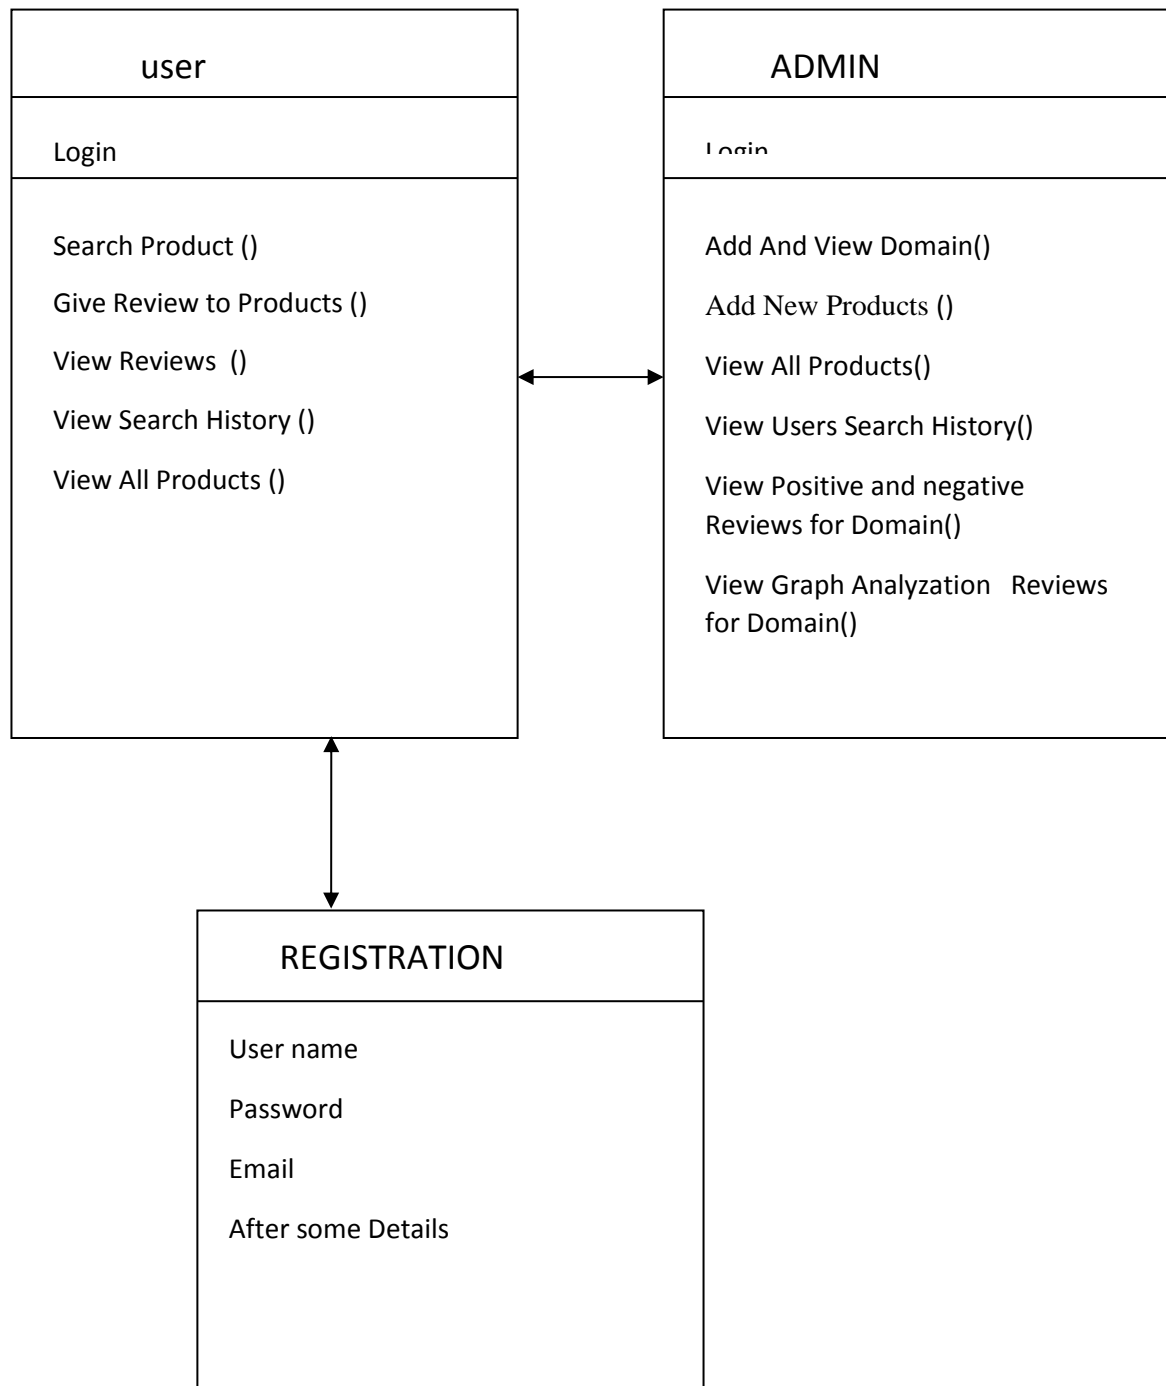 user
Login
Search Product ()
Give Review to Products ()
View Reviews  ()
View Search History ()
View All Products ()
ADMIN
Login
Add And View Domain()
Add New Products ()
View All Products()
View Users Search History()
View Positive and negative
Reviews for Domain()
View Graph Analyzation   Reviews
for Domain()
REGISTRATION
User name
Password
Email
After some Details